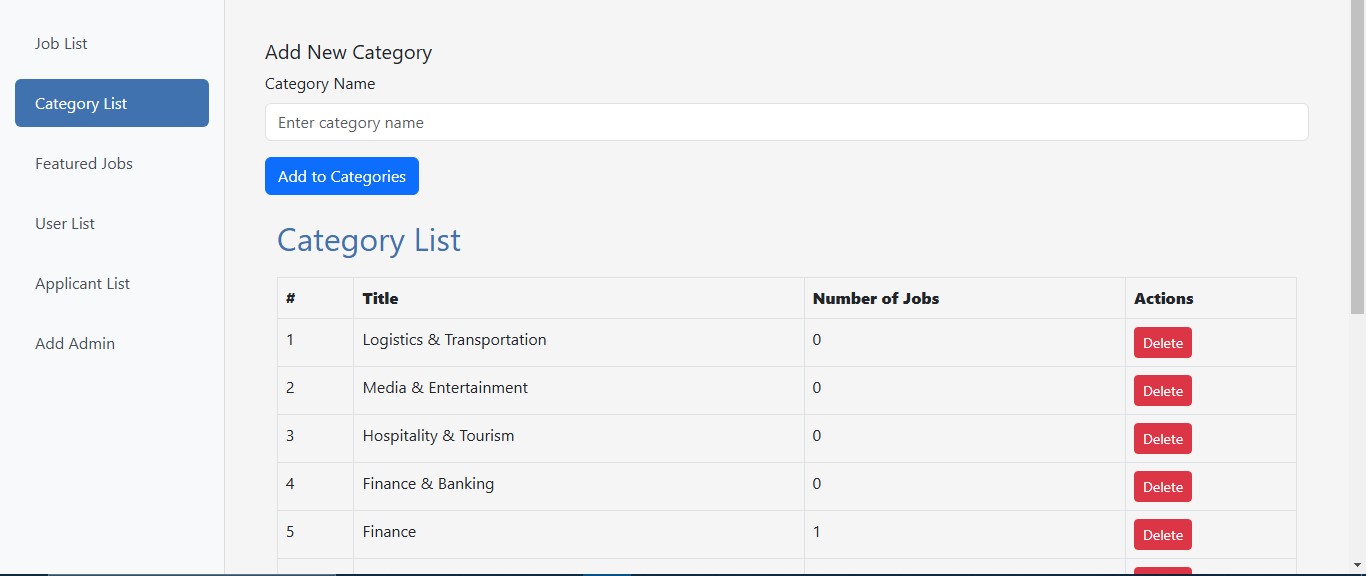 Job List
Category List
Featured Jobs
User List
Applicant List
Add Admin
Add New Category
Category Name
Enter category name
Add to Categories
Category List
# Title Number of Jobs Actions
1 Logistics & Transportation 0 Delete
2 Media & Entertainment 0 Delete
3 Hospitality & Tourism 0 Delete
4 Finance & Banking 0 Delete
5 Finance 1 Delete